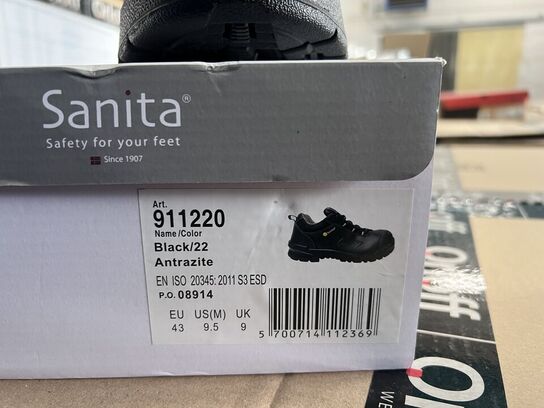 Sanita®
Safety for your feet
Since 1907
Art.
911220
Name/Color
Black/22
Antrazite
EN ISO 20345:2011 S3 ESD
P.O. 08914
EU US(M) UK
43 9.5 9
5 700714 112369